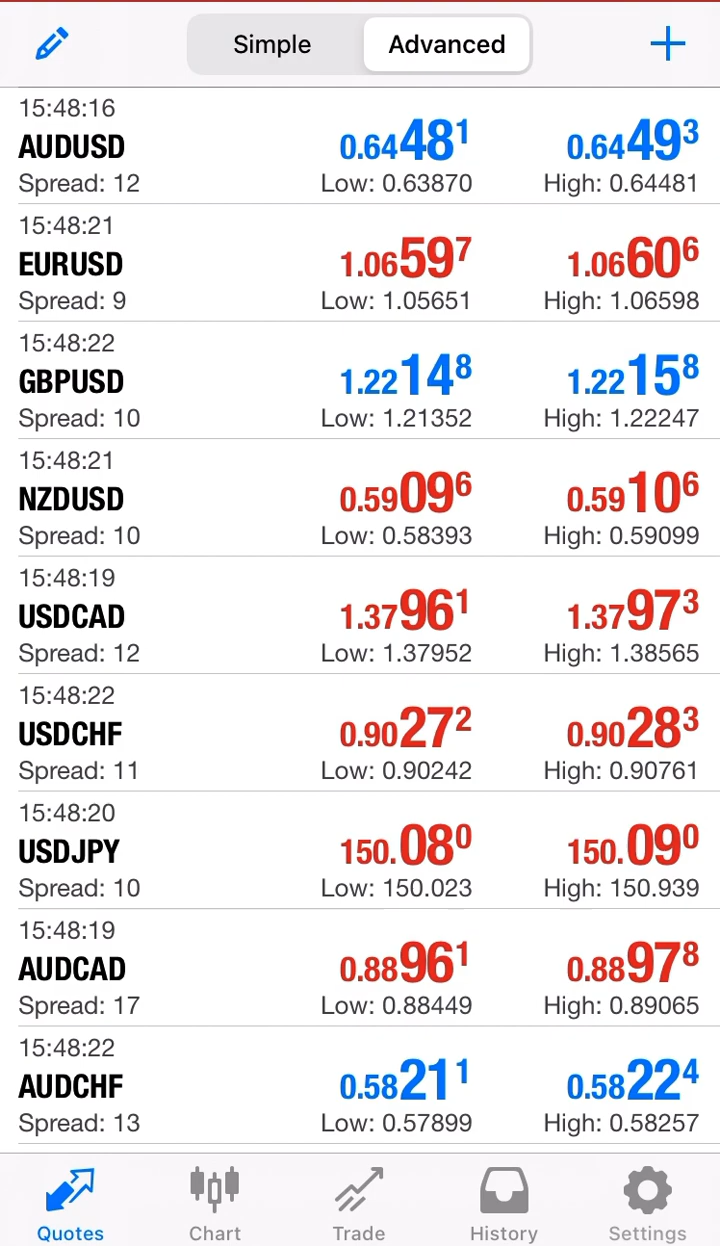 Simple Advanced
15:48:16
AUDUSD 0.64481 0.64493
Spread: 12 Low: 0.63870 High: 0.64481
15:48:21
EURUSD 1.06597 1.06606
Spread: 9 Low: 1.05651 High: 1.06598
15:48:22
GBPUSD 1.22148 1.22158
Spread: 10 Low: 1.21352 High: 1.22247
15:48:21
NZDUSD 0.59096 0.59106
Spread: 10 Low: 0.58393 High: 0.59099
15:48:19
USDCAD 1.37961 1.37973
Spread: 12 Low: 1.37952 High: 1.38565
15:48:22
USDCHF 0.90272 0.90283
Spread: 11 Low: 0.90242 High: 0.90761
15:48:20
USDJPY 150.080 150.090
Spread: 10 Low: 150.023 High: 150.939
15:48:19
AUDCAD 0.88961 0.88978
Spread: 17 Low: 0.88449 High: 0.89065
15:48:22
AUDCHF 0.58211 0.58224
Spread: 13 Low: 0.57899 High: 0.58257
Quotes Chart Trade History Settings